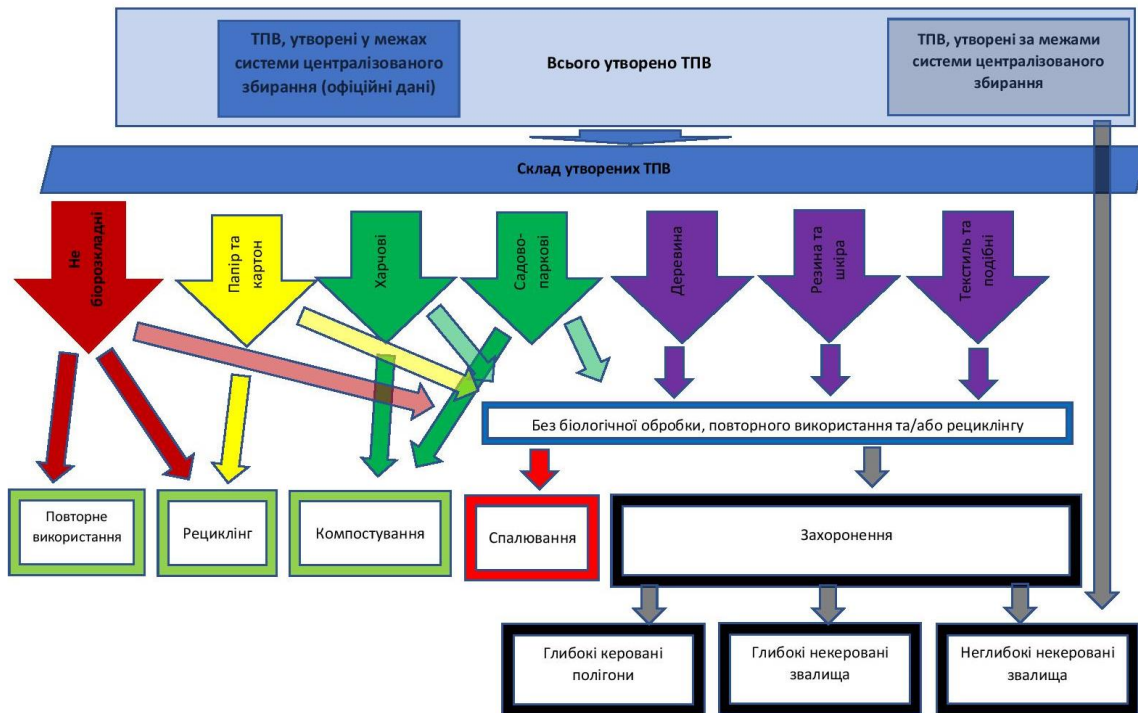 ТПВ, утворені у межах
системи централізованого
збирання (офіційні дані)
Всього утворено ТПВ
ТПВ, утворені за межами
системи централізованого
збирання
Склад утворених ТПВ
Не
біорозкладні
Папір та
картон
Харчові
Садово-
паркові
Деревина
Резина та
шкіра
Текстиль та
подібні
Без біологічної обробки, повторного використання та/або рециклінгу
Повторне
використання
Рециклінг
Компостування
Спалювання
Захоронення
Глибокі керовані
полігони
Глибокі некеровані
звалища
Неглибокі некеровані
звалища